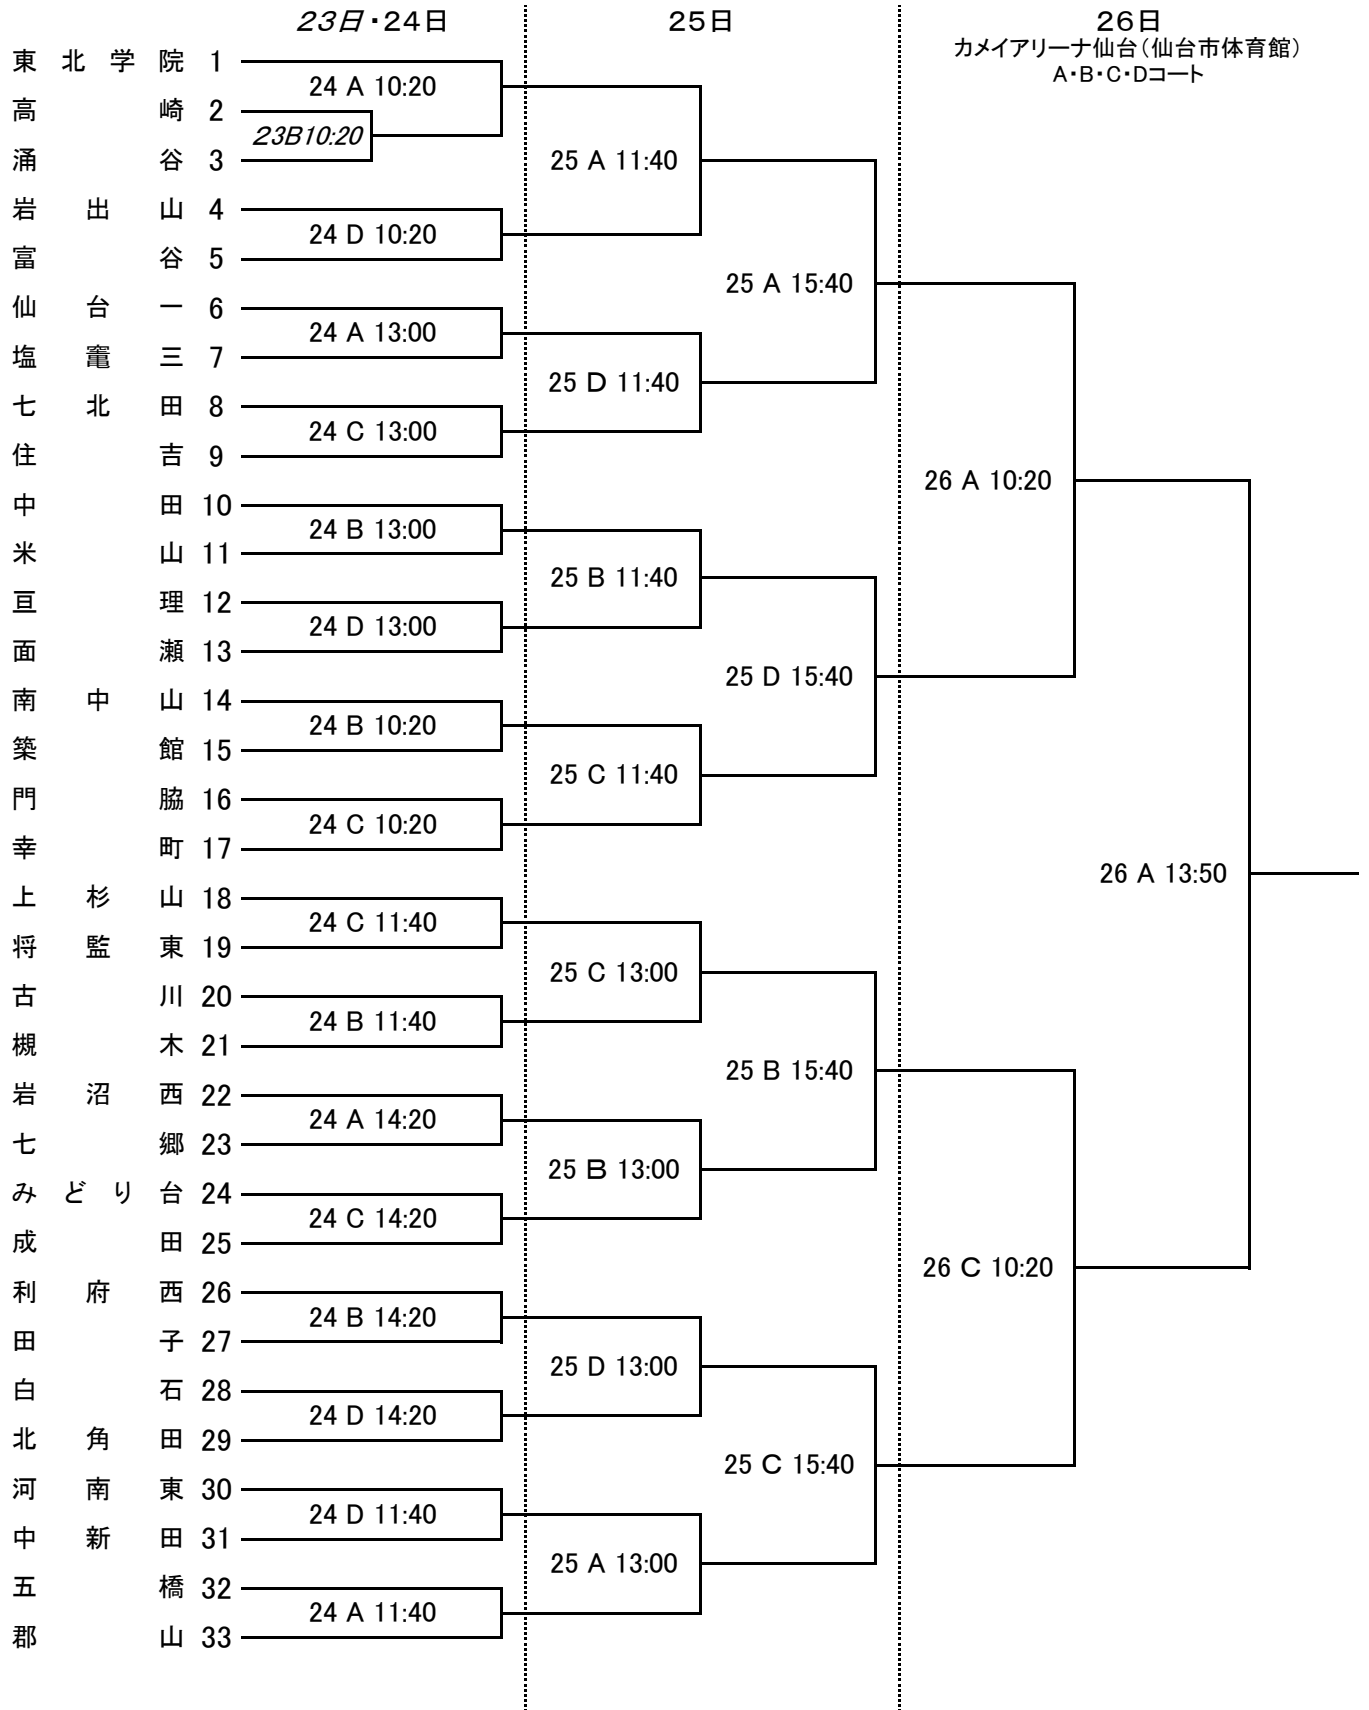 23日・24日 25日 26日
カメイアリーナ仙台（仙台市体育館）
A・B・C・Dコート
東北学院 1
24 A 10:20
高崎 2
23B10:20
涌谷 3
25 A 11:40
岩出山 4
24 D 10:20
富谷 5
25 A 15:40
仙台一 6
24 A 13:00
塩竈三 7
25 D 11:40
七北田 8
24 C 13:00
住吉 9
26 A 10:20
中田 10
24 B 13:00
米山 11
25 B 11:40
亘理 12
24 D 13:00
面瀬 13
25 D 15:40
南中山 14
24 B 10:20
築館 15
25 C 11:40
門脇 16
24 C 10:20
幸町 17
26 A 13:50
上杉山 18
24 C 11:40
将監東 19
25 C 13:00
古川 20
24 B 11:40
槻木 21
25 B 15:40
岩沼西 22
24 A 14:20
七郷 23
25 B 13:00
みどり台 24
24 C 14:20
成田 25
26 C 10:20
利府西 26
24 B 14:20
田子 27
25 D 13:00
白石 28
24 D 14:20
北角田 29
25 C 15:40
河南東 30
24 D 11:40
中新田 31
25 A 13:00
五橋 32
24 A 11:40
郡山 33